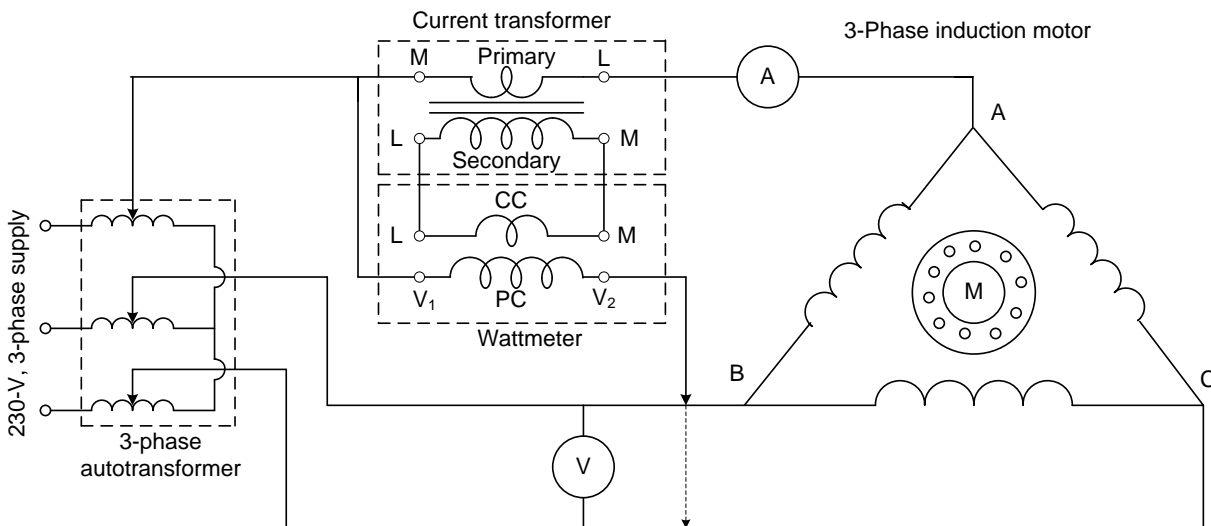 Current transformer
3-Phase induction motor
M
Primary
L
A
A
L
Secondary
M
230-V, 3-phase supply
CC
L
M
V₁
PC
V₂
Wattmeter
M
B
C
3-phase
autotransformer
V